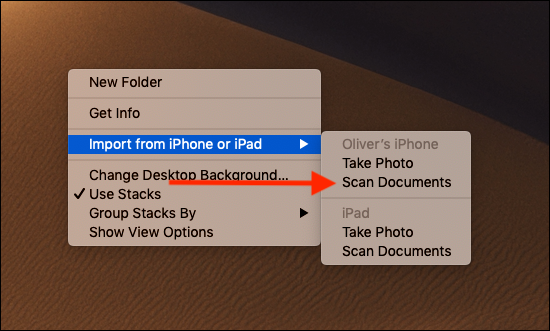 New Folder
Get Info
Import from iPhone or iPad
Change Desktop Background...
✓ Use Stacks
Group Stacks By
Show View Options
Oliver’s iPhone
Take Photo
Scan Documents
iPad
Take Photo
Scan Documents